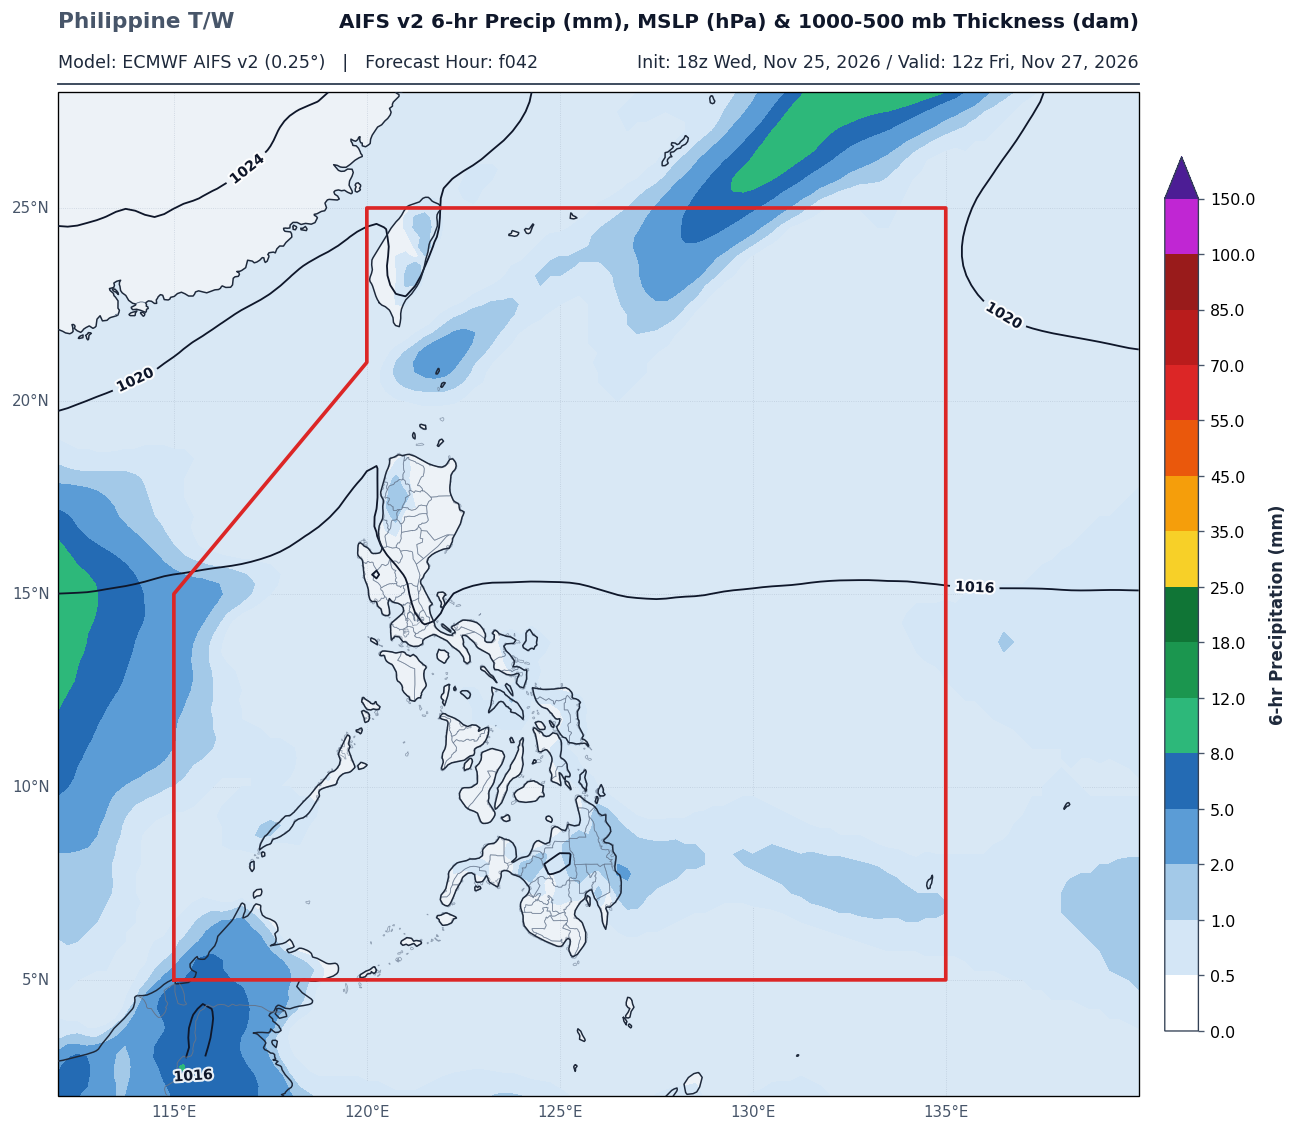 Philippine T/W
AIFS v2 6-hr Precip (mm), MSLP (hPa) & 1000-500 mb Thickness (dam)
Model: ECMWF AIFS v2 (0.25°) | Forecast Hour: f042
Init: 18z Wed, Nov 25, 2026 / Valid: 12z Fri, Nov 27, 2026
1024
150.0
25°N
100.0
1020
85.0
1020
70.0
20°N
55.0
45.0
35.0
15°N
1016
25.0
18.0
12.0
10°N
8.0
5.0
2.0
1.0
5°N
0.5
0.0
1016
115°E
120°E
125°E
130°E
135°E
6-hr Precipitation (mm)